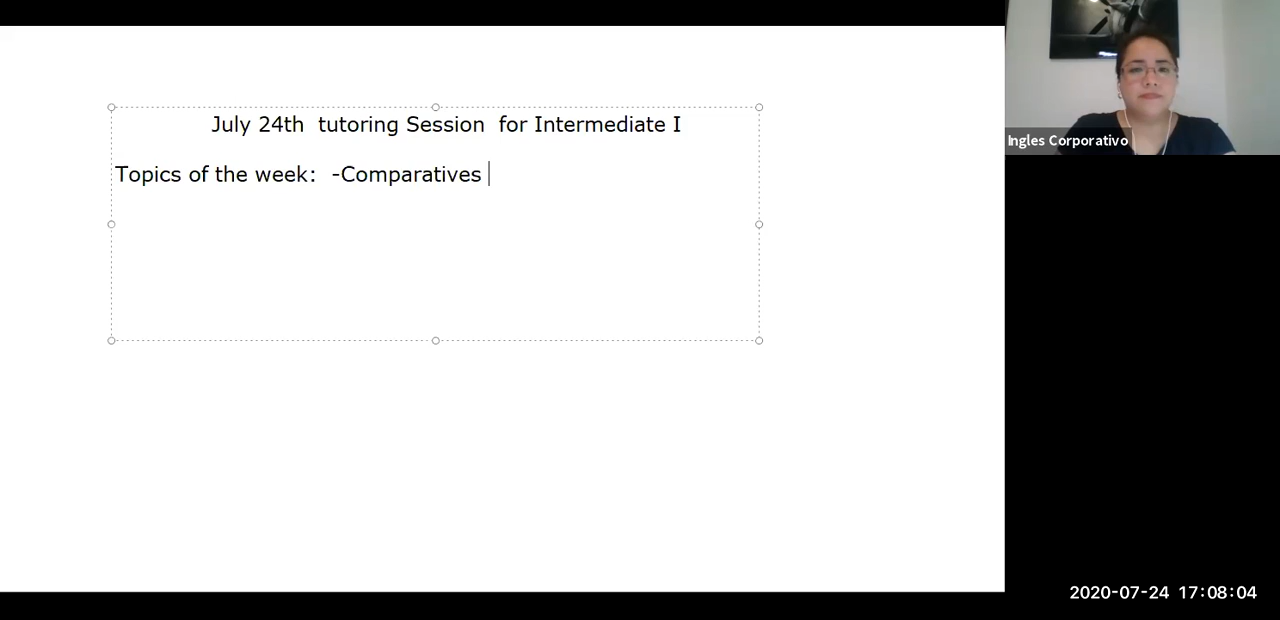 July 24th tutoring Session for Intermediate I
Topics of the week: -Comparatives
Ingles Corporativo
2020-07-24 17:08:04